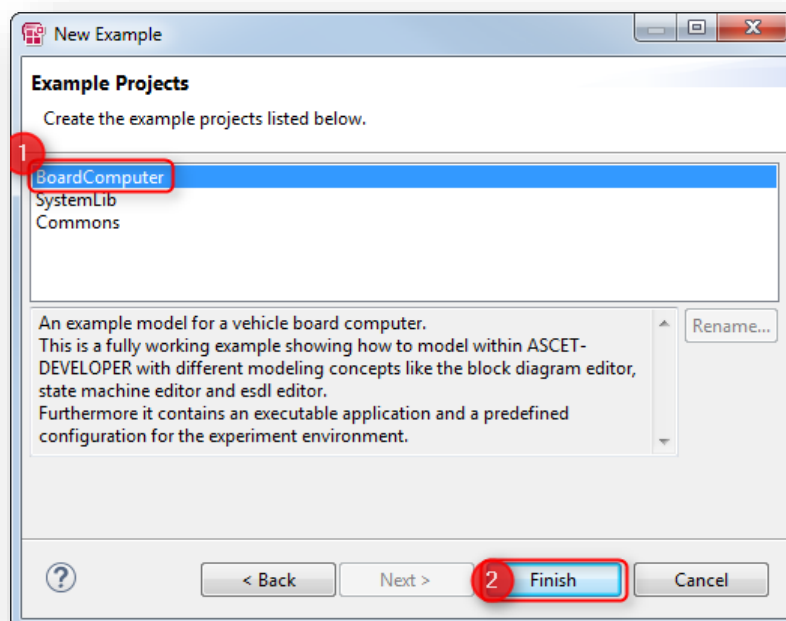 New Example
Example Projects
Create the example projects listed below.
1
BoardComputer
SystemLib
Commons
An example model for a vehicle board computer.
This is a fully working example showing how to model within ASCET-
DEVELOPER with different modeling concepts like the block diagram editor,
state machine editor and esdl editor.
Furthermore it contains an executable application and a predefined
configuration for the experiment environment.
Rename...
?
< Back
Next >
2
Finish
Cancel